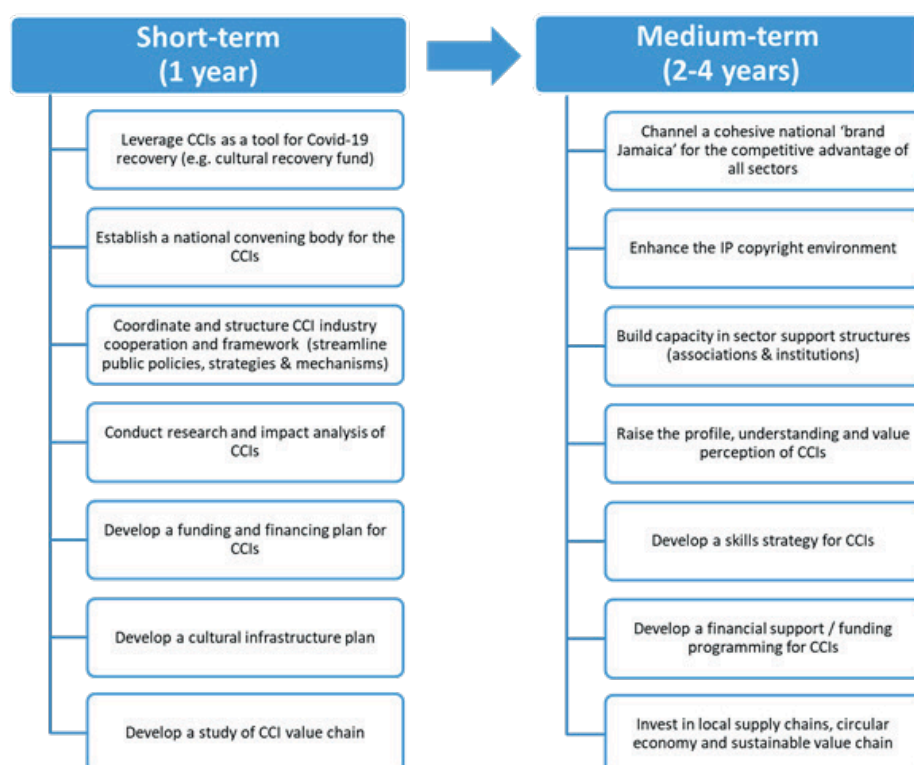 Short-term
(1 year)
Leverage CCIs as a tool for Covid-19
recovery (e.g. cultural recovery fund)
Establish a national convening body for the
CCIs
Coordinate and structure CCI industry
cooperation and framework (streamline
public policies, strategies & mechanisms)
Conduct research and impact analysis of
CCIs
Develop a funding and financing plan for
CCIs
Develop a cultural infrastructure plan
Develop a study of CCI value chain
Medium-term
(2-4 years)
Channel a cohesive national ‘brand
Jamaica’ for the competitive advantage of
all sectors
Enhance the IP copyright environment
Build capacity in sector support structures
(associations & institutions)
Raise the profile, understanding and value
perception of CCIs
Develop a skills strategy for CCIs
Develop a financial support / funding
programming for CCIs
Invest in local supply chains, circular
economy and sustainable value chain